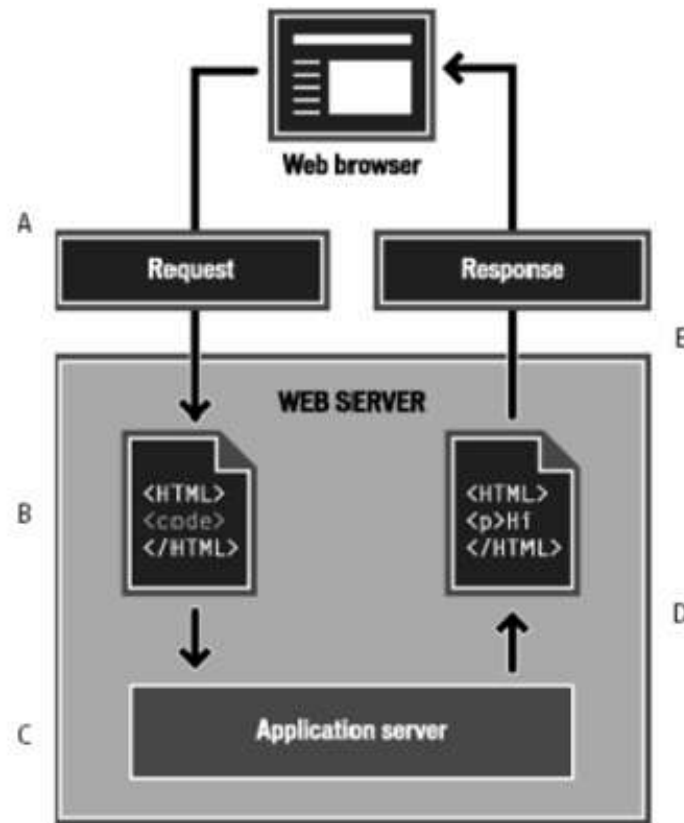 Web browser
A
Request
Response
E
WEB SERVER
B
<HTML>
<code>
</HTML>
<HTML>
<p>Hi
</HTML>
D
C
Application server